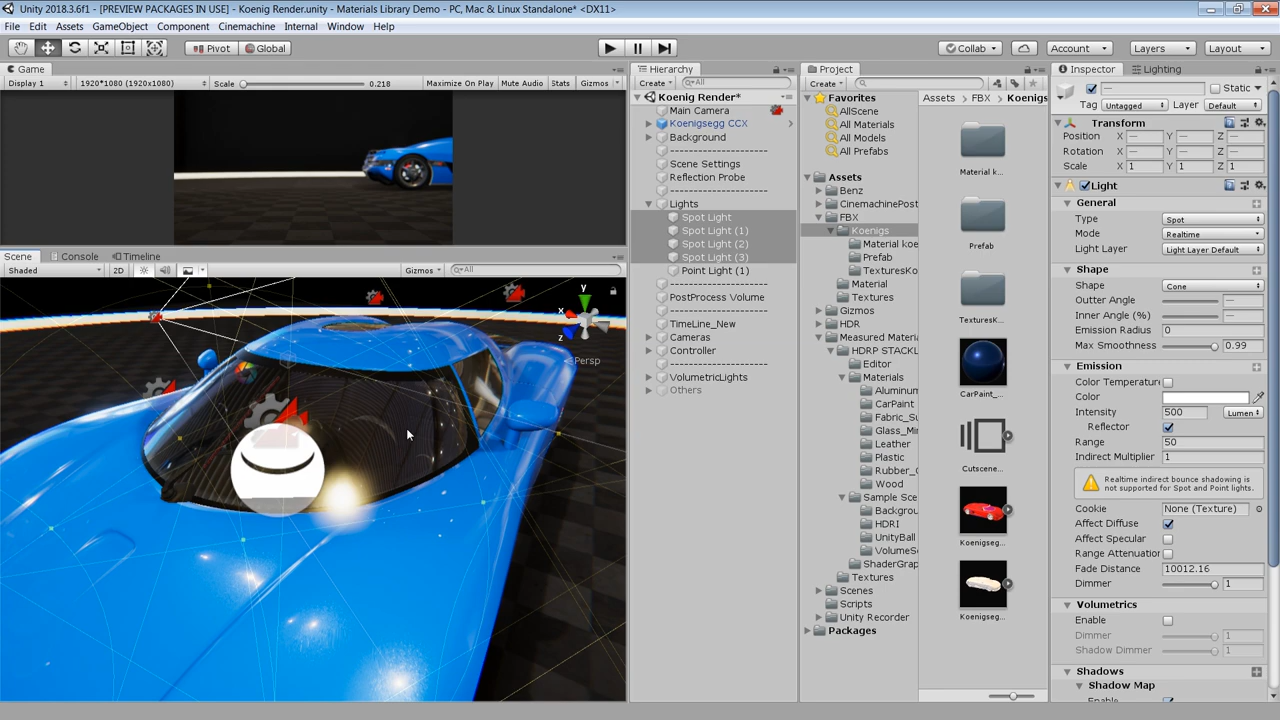 Unity 2018.3.6f1 - [PREVIEW PACKAGES IN USE] - Koenig Render.unity - Materials Library Demo - PC, Mac & Linux Standalone* <DX11>
File Edit Assets GameObject Component Cinemachine Internal Window Help
Pivot Global Collab Account Layers Layout
Game
Display 1 1920*1080 (1920x1080) Scale 0.218 Maximize On Play Mute Audio Stats Gizmos
Scene Console Timeline
Shaded 2D Gizmos All
y
x
z
Persp
Hierarchy
Create All
Koenig Render*
Main Camera
Koenigsegg CCX
Background
--------------------
Scene Settings
Reflection Probe
--------------------
Lights
Spot Light
Spot Light (1)
Spot Light (2)
Spot Light (3)
Point Light (1)
--------------------
PostProcess Volume
--------------------
TimeLine_New
Cameras
Controller
--------------------
VolumetricLights
Others
Project
Create
Favorites
AllScene
All Materials
All Models
All Prefabs
Assets
Benz
CinemachinePost
FBX
Koenigs
Material koe
Prefab
TexturesKo
Material
Textures
Gizmos
HDR
Measured Materi
HDRP STACKL
Editor
Materials
Aluminum
CarPaint
Fabric_Su
Glass_Mir
Leather
Plastic
Rubber_
Wood
Sample Sce
Backgrou
HDRI
UnityBall
VolumeSe
ShaderGrap
Textures
Scenes
Scripts
Unity Recorder
Packages
Assets FBX Koenigs
Material k...
Prefab
TexturesK...
CarPaint_...
Cutscene...
Koenigseg...
Koenigseg...
Inspector Lighting
— Static
Tag Untagged Layer Default
Transform
Position X — Y — Z —
Rotation X — Y — Z —
Scale X 1 Y 1 Z 1
Light
General
Type Spot
Mode Realtime
Light Layer Light Layer Default
Shape
Shape Cone
Outer Angle —
Inner Angle (%) —
Emission Radius 0
Max Smoothness 0.99
Emission
Color Temperature
Color
Intensity 500 Lumen
Reflector
Range 50
Indirect Multiplier 1
Realtime indirect bounce shadowing is
not supported for Spot and Point lights.
Cookie None (Texture)
Affect Diffuse
Affect Specular
Range Attenuation
Fade Distance 10012.16
Dimmer 1
Volumetrics
Enable
Dimmer 1
Shadow Dimmer 1
Shadows
Shadow Map